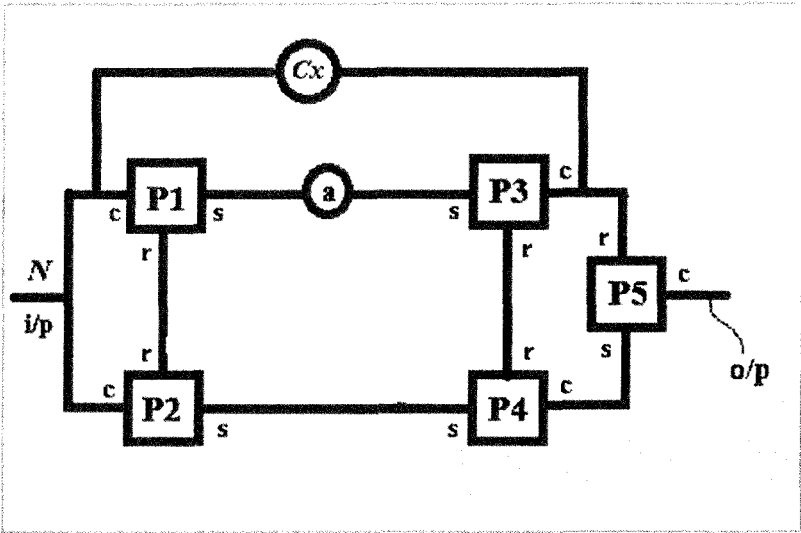 Cx
P1 a P3 c
c s s
r r r
N P5 c
i/p
r r s o/p
c P2 P4 c
s s